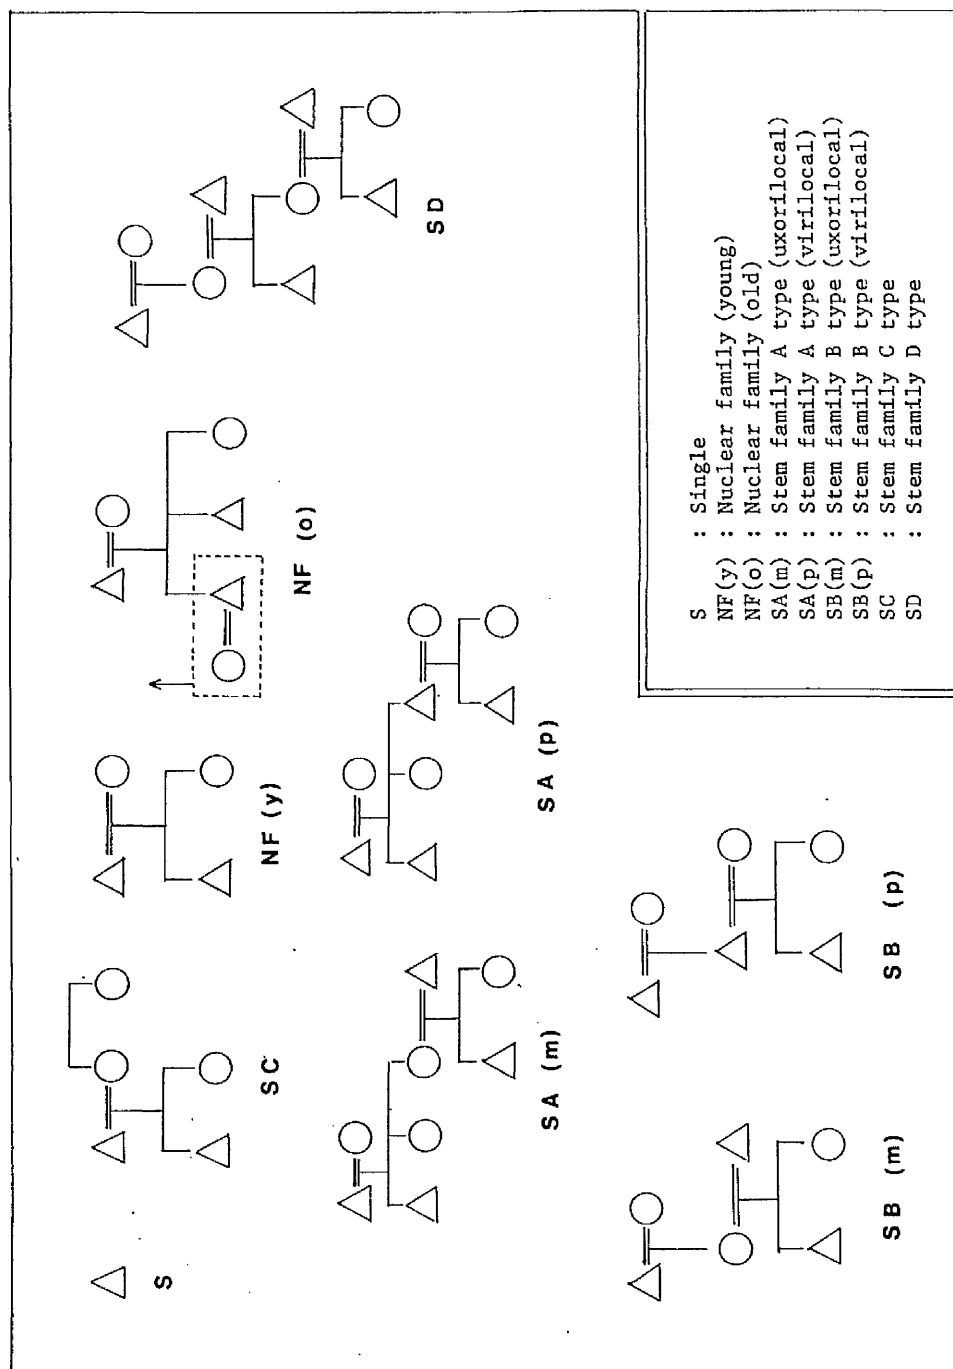 S
SC
NF (y)
NF (o)
SD
SA (m)
SA (p)
SB (m)
SB (p)
S : Single
NF(y) : Nuclear family (young)
NF(o) : Nuclear family (old)
SA(m) : Stem family A type (uxorilocal)
SA(p) : Stem family A type (virilocal)
SB(m) : Stem family B type (uxorilocal)
SB(p) : Stem family B type (virilocal)
SC : Stem family C type
SD : Stem family D type